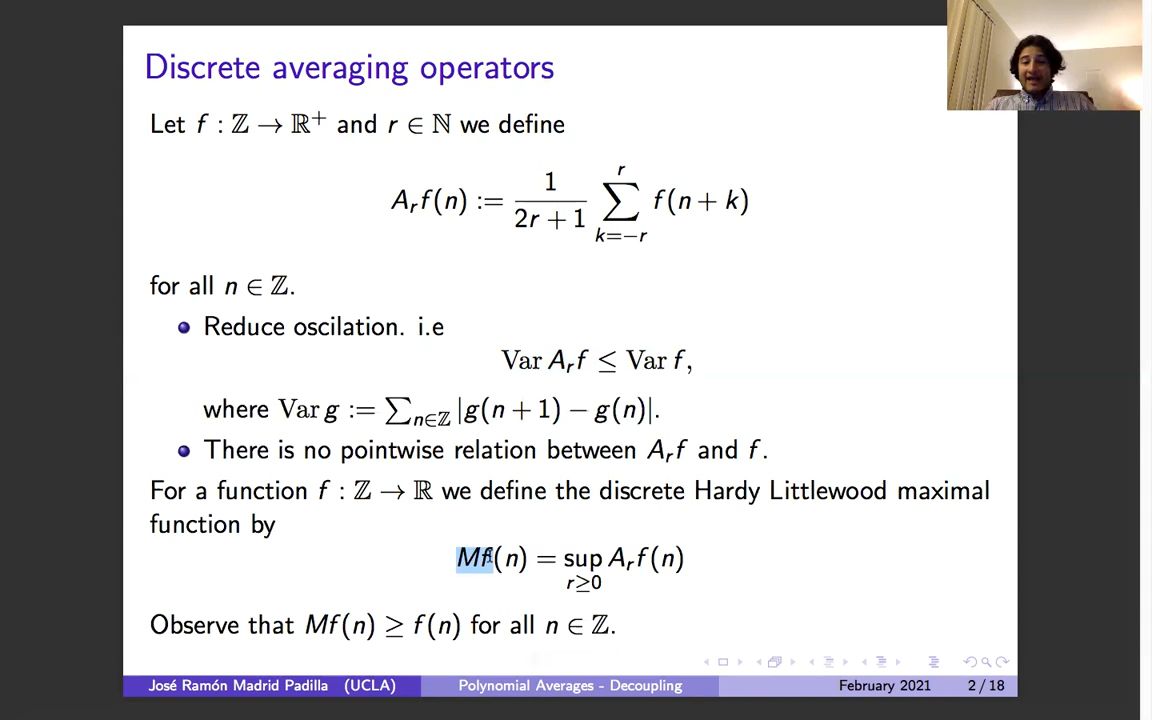 Discrete averaging operators
Let f : ℤ → ℝ⁺ and r ∈ ℕ we define
A_r f(n) := \frac{1}{2r + 1} \sum_{k=-r}^{r} f(n + k)
for all n ∈ ℤ.
Reduce oscilation. i.e
Var A_r f ≤ Var f,
where Var g := ∑_{n∈ℤ} |g(n + 1) − g(n)|.
There is no pointwise relation between A_r f and f.
For a function f : ℤ → ℝ we define the discrete Hardy Littlewood maximal
function by
Mf(n) = \sup_{r≥0} A_r f(n)
Observe that Mf(n) ≥ f(n) for all n ∈ ℤ.
José Ramón Madrid Padilla (UCLA) Polynomial Averages - Decoupling February 2021 2 / 18